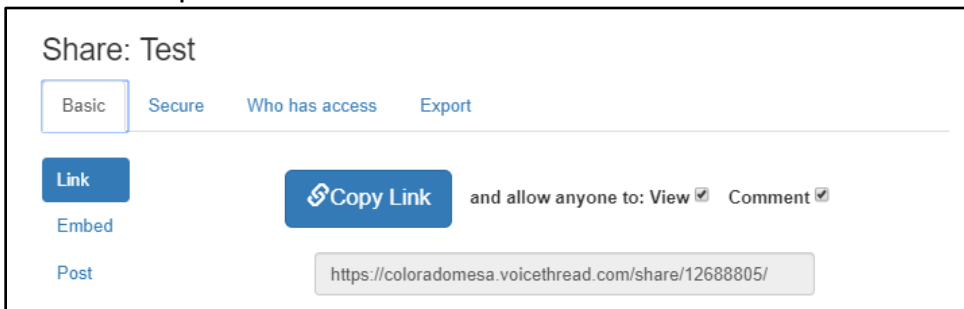 Share: Test
Basic Secure Who has access Export
Link
Copy Link and allow anyone to: View Comment
Embed
Post
https://coloradomesa.voicethread.com/share/12688805/